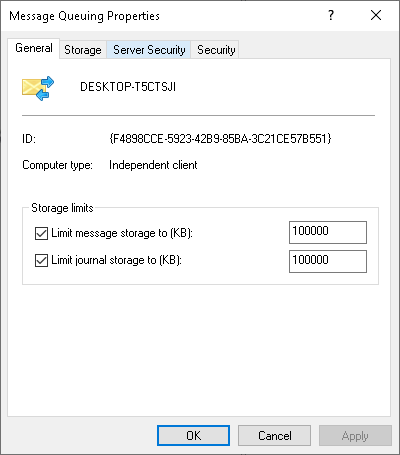 Message Queuing Properties ? ×
General Storage Server Security Security
DESKTOP-T5CTSJI
ID: {F4898CCE-5923-42B9-85BA-3C21CE57B551}
Computer type: Independent client
Storage limits
Limit message storage to (KB): 100000
Limit journal storage to (KB): 100000
OK Cancel Apply